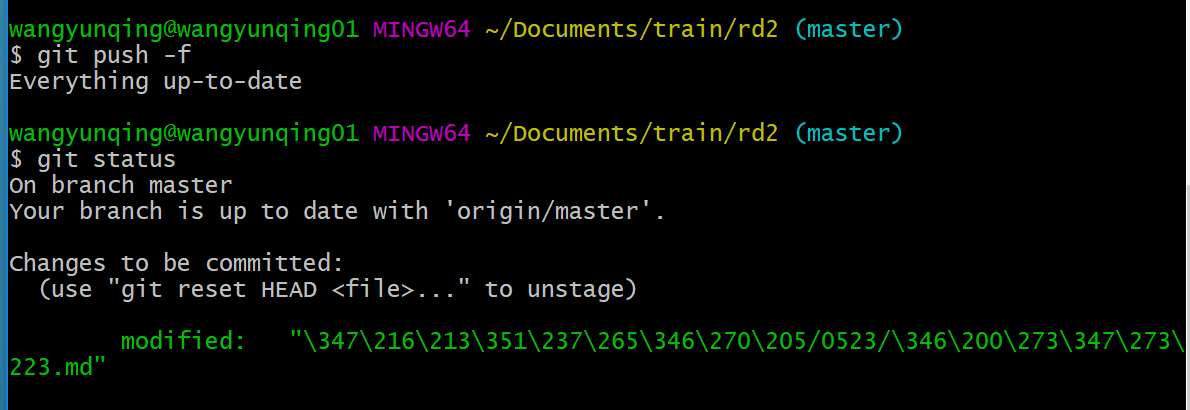 wangyunqing@wangyunqing01 MINGW64 ~/Documents/train/rd2 (master)
$ git push -f
Everything up-to-date
wangyunqing@wangyunqing01 MINGW64 ~/Documents/train/rd2 (master)
$ git status
On branch master
Your branch is up to date with 'origin/master'.
Changes to be committed:
(use "git reset HEAD <file>..." to unstage)
modified: "\347\216\213\351\237\265\346\270\205/0523/\346\200\273\347\273\
223.md"